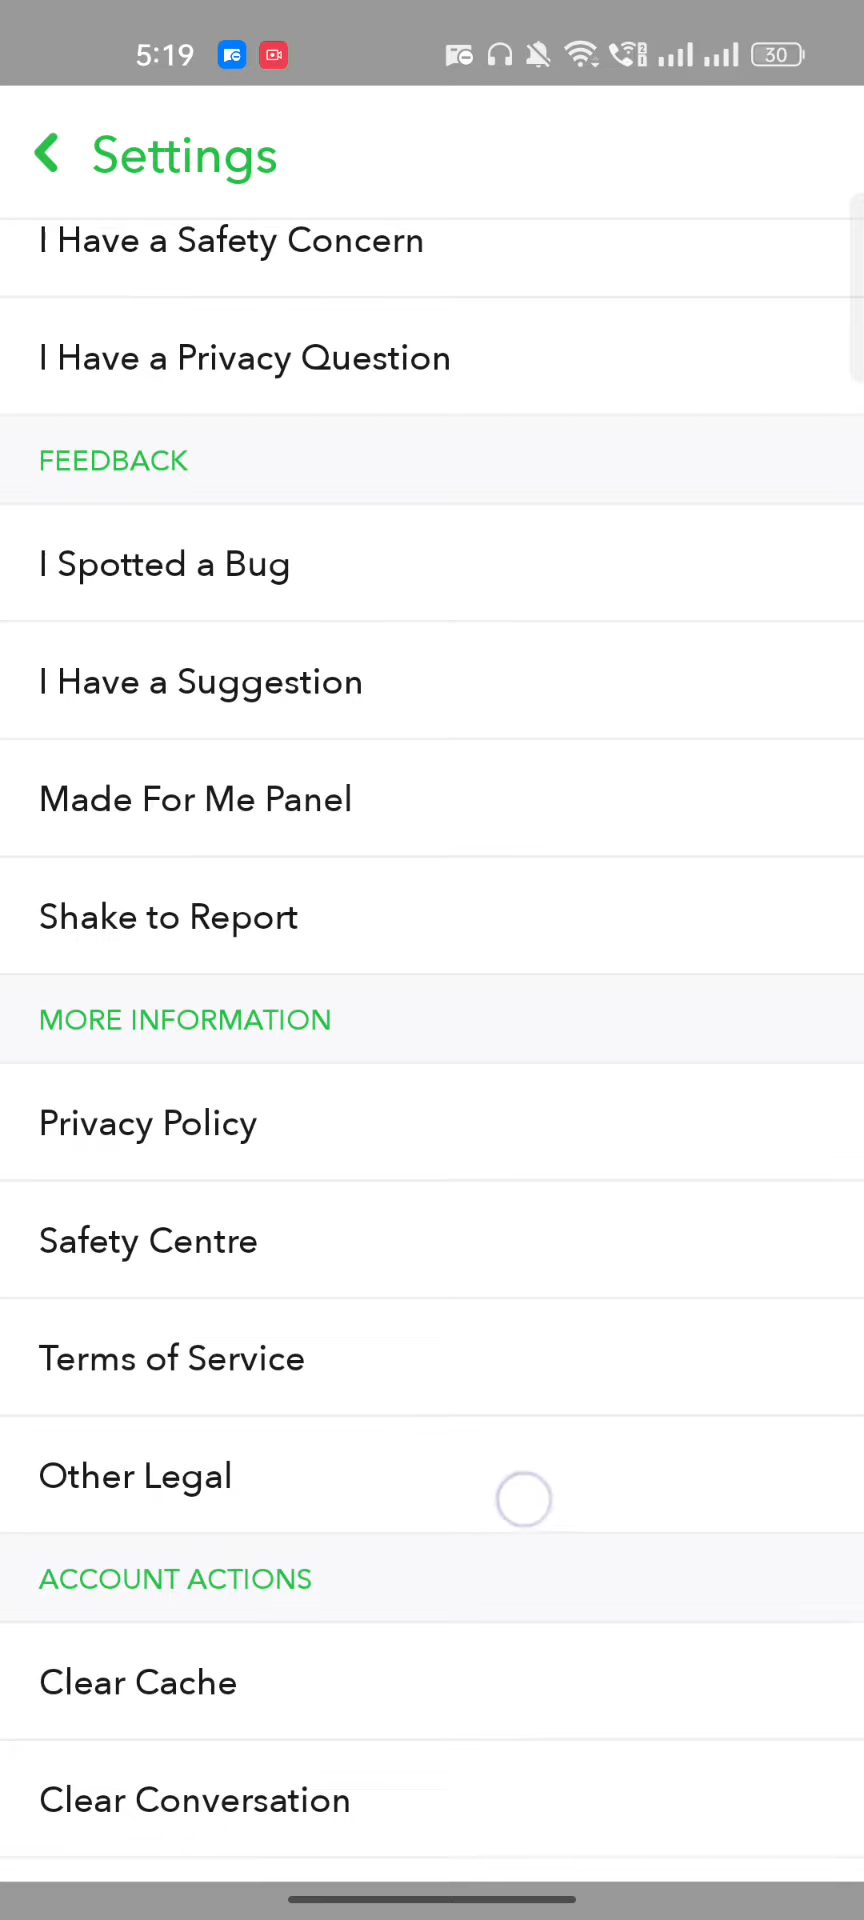 5:19
30
Settings
I Have a Safety Concern
I Have a Privacy Question
FEEDBACK
I Spotted a Bug
I Have a Suggestion
Made For Me Panel
Shake to Report
MORE INFORMATION
Privacy Policy
Safety Centre
Terms of Service
Other Legal
ACCOUNT ACTIONS
Clear Cache
Clear Conversation